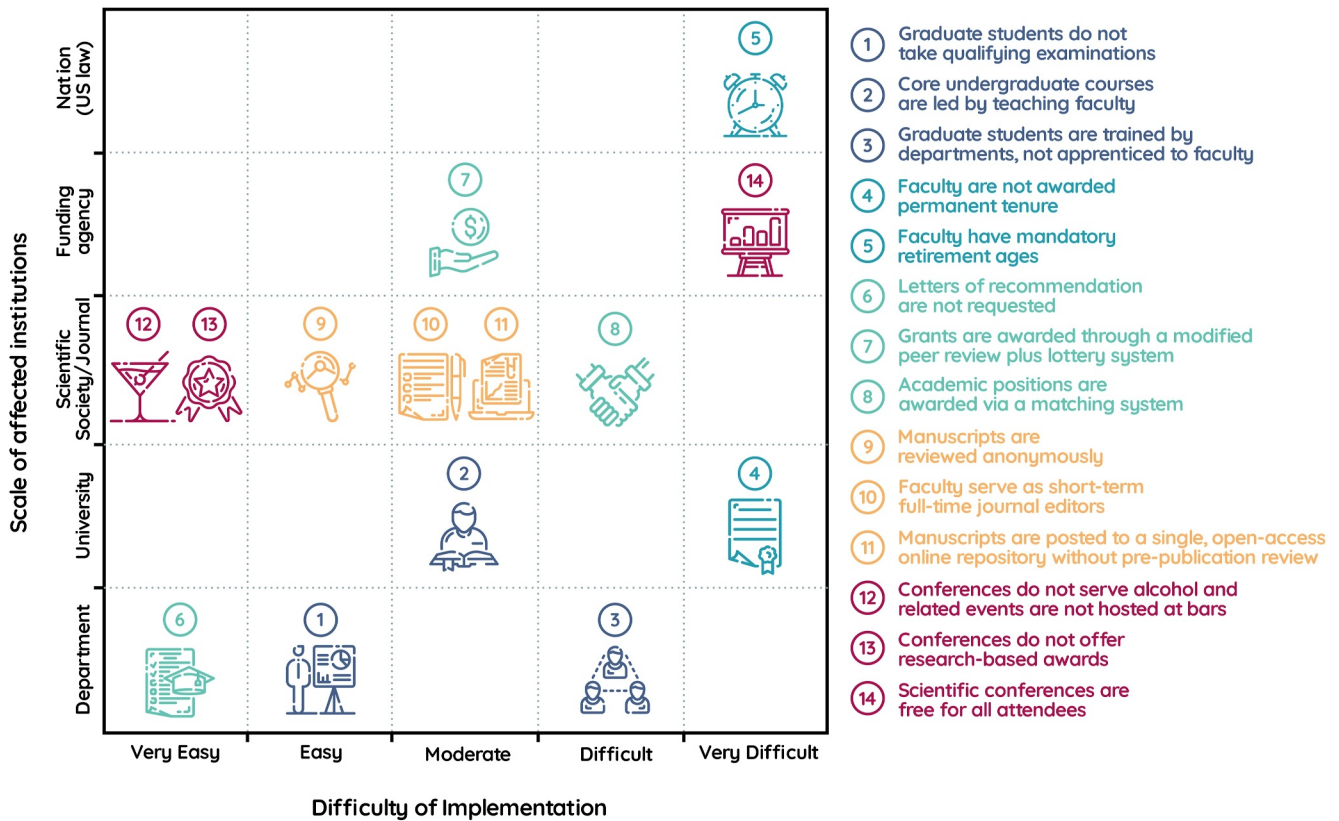 Scale of affected institutions
Nation
(US law)
5
Funding
agency
7
14
$
Scientific
Society/Journal
12
13
9
10
11
8
University
2
4
Department
6
1
3
Very Easy
Easy
Moderate
Difficult
Very Difficult
Difficulty of Implementation
1 Graduate students do not
take qualifying examinations
2 Core undergraduate courses
are led by teaching faculty
3 Graduate students are trained by
departments, not apprenticed to faculty
4 Faculty are not awarded
permanent tenure
5 Faculty have mandatory
retirement ages
6 Letters of recommendation
are not requested
7 Grants are awarded through a modified
peer review plus lottery system
8 Academic positions are
awarded via a matching system
9 Manuscripts are
reviewed anonymously
10 Faculty serve as short-term
full-time journal editors
11 Manuscripts are posted to a single, open-access
online repository without pre-publication review
12 Conferences do not serve alcohol and
related events are not hosted at bars
13 Conferences do not offer
research-based awards
14 Scientific conferences are
free for all attendees